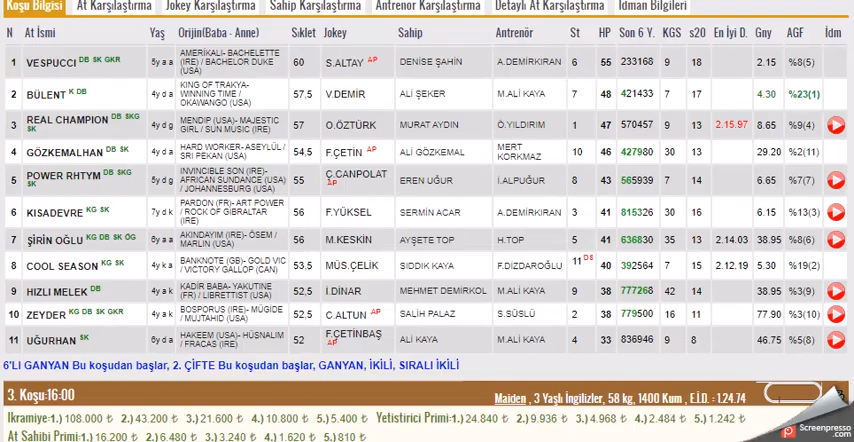 Koşu Bilgisi At Karşılaştırma Jokey Karşılaştırma Sahip Karşılaştırma Antrenör Karşılaştırma Detaylı At Karşılaştırma İdman Bilgileri
N At İsmi Yaş Orijin(Baba - Anne) Sıklet Jokey Sahip Antrenör St HP Son 6 Y. KGS s20 En İyi D. Gny AGF İdm
1 VESPUCCI DB SK GKR 5y a a AMERİKALI- BACHELETTE (IRE) / BACHELOR DUKE (USA) 60 S.ALTAY AP DENİSE ŞAHİN A.DEMİRKIRAN 6 55 233168 9 18 2.15 %8(5)
2 BÜLENT K DB 4y d a KING OF TRAKYA- WINNING TIME / OKAWANGO (USA) 57,5 V.DEMİR ALİ ŞEKER M.ALİ KAYA 7 48 421433 7 17 4.30 %23(1)
3 REAL CHAMPION DB SKG SK 4y d g MENDIP (USA)- MAJESTIC GIRL / SUN MUSIC (IRE) 57 O.ÖZTÜRK MURAT AYDIN Ö.YILDIRIM 1 47 570457 9 13 2.15.97 8.65 %9(4)
4 GÖZKEMALHAN DB SK 4y d a HARD WORKER- ASEYLÜL / SRI PEKAN (USA) 54,5 F.ÇETİN AP ALİ GÖZKEMAL MERT KORKMAZ 10 46 427980 30 13 29.20 %2(11)
5 POWER RHTYM DB SKG SK 5y d g INVINCIBLE SON (IRE)- AFRICAN SUNDANCE (USA) / JOHANNESBURG (USA) 55 Ç.CANPOLAT AP EREN UĞUR İ.ALPUĞUR 8 43 565939 7 14 6.65 %7(7)
6 KISADEVRE KG SK 7y d k PARDON (FR)- ART POWER / ROCK OF GIBRALTAR (IRE) 56 F.YÜKSEL SERMİN ACAR A.DEMİRKIRAN 3 41 815326 30 16 6.15 %13(3)
7 ŞİRİN OĞLU KG DB SK ÖG 6y a a AKINDAYIM (IRE)- ÖSEM / MARLIN (USA) 56 M.KESKİN AYŞETE TOP H.TOP 5 41 636830 35 13 2.14.03 38.95 %8(6)
8 COOL SEASON KG SK 4y k a BANKNOTE (GB)- GOLD VIC / VICTORY GALLOP (CAN) 53,5 MÜS.ÇELİK SIDDIK KAYA F.DİZDAROĞLU 11 DS 40 392564 7 15 2.12.19 5.30 %19(2)
9 HIZLI MELEK DB 4y a k KADİR BABA- YAKUTINE (FR) / LIBRETTIST (USA) 52,5 İ.DİNAR MEHMET DEMİRKOL M.ALİ KAYA 9 38 777268 42 14 38.95 %3(9)
10 ZEYDER KG DB SK GKR 4y a k BOSPORUS (IRE)- MÜGİDE / MUJTAHID (USA) 52,5 C.ALTUN AP SALİH PALAZ S.SÜSLÜ 2 38 779500 16 11 77.90 %3(10)
11 UĞURHAN SK 6y d a HAKEEM (USA)- HÜSNALIM / FRACAS (IRE) 52 F.ÇETİNBAŞ AP ALİ KAYA M.ALİ KAYA 4 33 836946 9 8 46.75 %5(8)
6'LI GANYAN Bu koşudan başlar, 2. ÇİFTE Bu koşudan başlar, GANYAN, İKİLİ, SIRALI İKİLİ
3. Koşu:16:00 Maiden , 3 Yaşlı İngilizler, 58 kg, 1400 Kum , E.İ.D. : 1.24.74
Ikramiye:1.) 108.000 ₺ 2.) 43.200 ₺ 3.) 21.600 ₺ 4.) 10.800 ₺ 5.) 5.400 ₺ Yetistirici Primi:1.) 24.840 ₺ 2.) 9.936 ₺ 3.) 4.968 ₺ 4.) 2.484 ₺ 5.) 1.242 ₺
At Sahibi Primi:1.) 16.200 ₺ 2.) 6.480 ₺ 3.) 3.240 ₺ 4.) 1.620 ₺ 5.) 810 ₺
Screenpresso.com